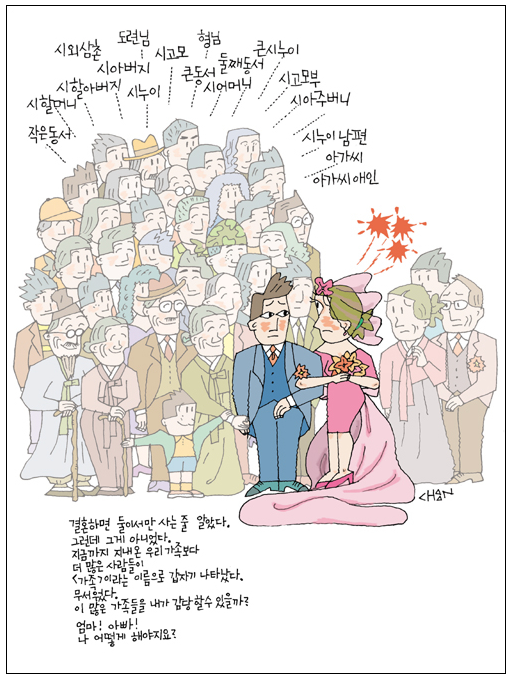 시외삼촌
도련님
형님
큰시누이
시아버지
시고모
둘째동서
시할아버지
큰동서
시고모부
시할머니
시누이
시어머니
시아주버니
작은동서
시누이 남편
아가씨
아가씨 애인
CHAN
결혼하면 둘이서만 사는 줄 알았다.
그런데 그게 아니었다.
지금까지 지내온 우리 가족보다
더 많은 사람들이
<가족>이라는 이름으로 갑자기 나타났다.
무서웠다.
이 많은 가족들을 내가 감당할수 있을까?
엄마! 아빠!
나 어떻게 해야지요?